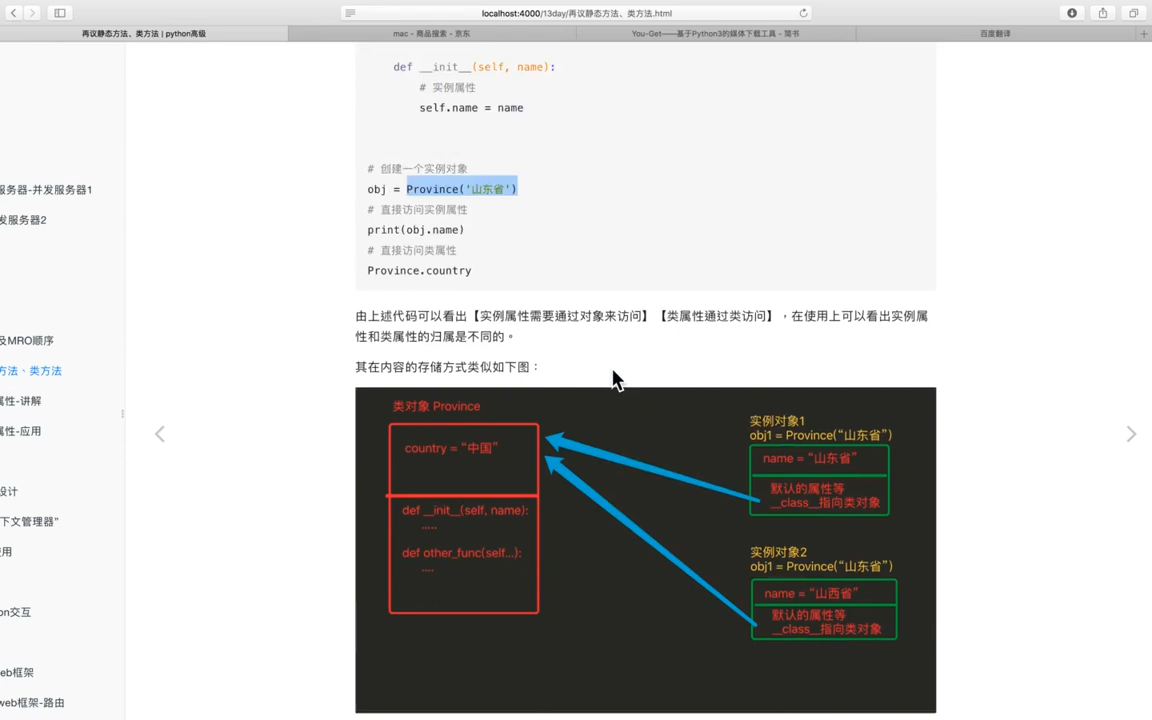 localhost:4000/13day/再议静态方法、类方法.html
再议静态方法、类方法 | python高级
mac - 商品搜索 - 京东
You-Get——基于Python3的媒体下载工具 - 简书
百度翻译
服务器-并发服务器1
发服务器2
及MRO顺序
方法、类方法
属性-讲解
属性-应用
设计
下文管理器”
使用
on交互
eb框架
web框架-路由
def __init__(self, name):
# 实例属性
self.name = name
# 创建一个实例对象
obj = Province('山东省')
# 直接访问实例属性
print(obj.name)
# 直接访问类属性
Province.country
由上述代码可以看出【实例属性需要通过对象来访问】【类属性通过类访问】，在使用上可以看出实例属
性和类属性的归属是不同的。
其在内容的存储方式类似如下图：
类对象 Province
country = “中国”
def __init__(self, name):
.....
def other_func(self...):
....
实例对象1
obj1 = Province(“山东省”)
name = “山东省”
默认的属性等
__class__指向类对象
实例对象2
obj1 = Province(“山东省”)
name = “山西省”
默认的属性等
__class__指向类对象